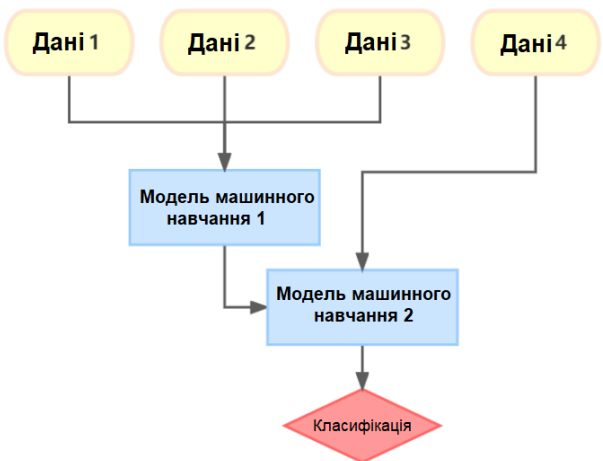 Дані 1
Дані 2
Дані 3
Дані 4
Модель машинного
навчання 1
Модель машинного
навчання 2
Класифікація